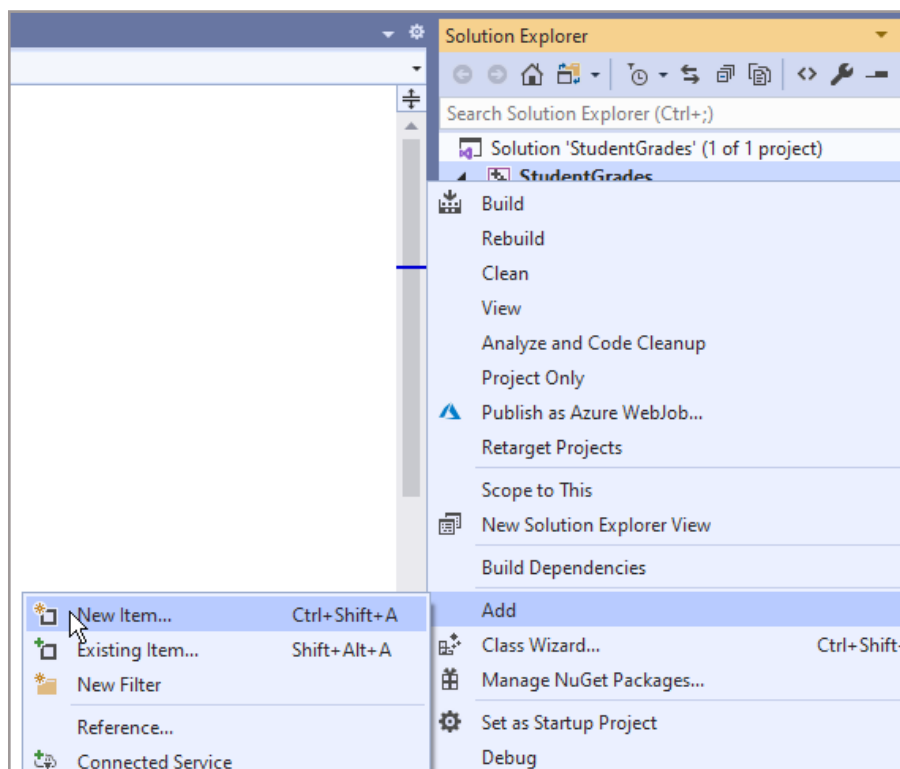 Solution Explorer
Search Solution Explorer (Ctrl+;)
Solution 'StudentGrades' (1 of 1 project)
StudentGrades
Build
Rebuild
Clean
View
Analyze and Code Cleanup
Project Only
Publish as Azure WebJob...
Retarget Projects
Scope to This
New Solution Explorer View
Build Dependencies
Add
Class Wizard... Ctrl+Shift+
Manage NuGet Packages...
Set as Startup Project
Debug
New Item... Ctrl+Shift+A
Existing Item... Shift+Alt+A
New Filter
Reference...
Connected Service